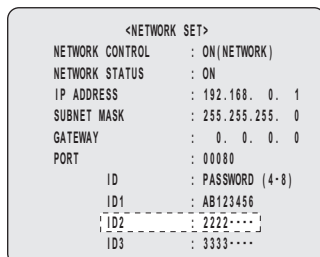 <NETWORK SET>
NETWORK CONTROL : ON(NETWORK)
NETWORK STATUS : ON
IP ADDRESS : 192.168. 0. 1
SUBNET MASK : 255.255.255. 0
GATEWAY : 0. 0. 0. 0
PORT : 00080
ID : PASSWORD (4-8)
ID1 : AB123456
ID2 : 2222----
ID3 : 3333----